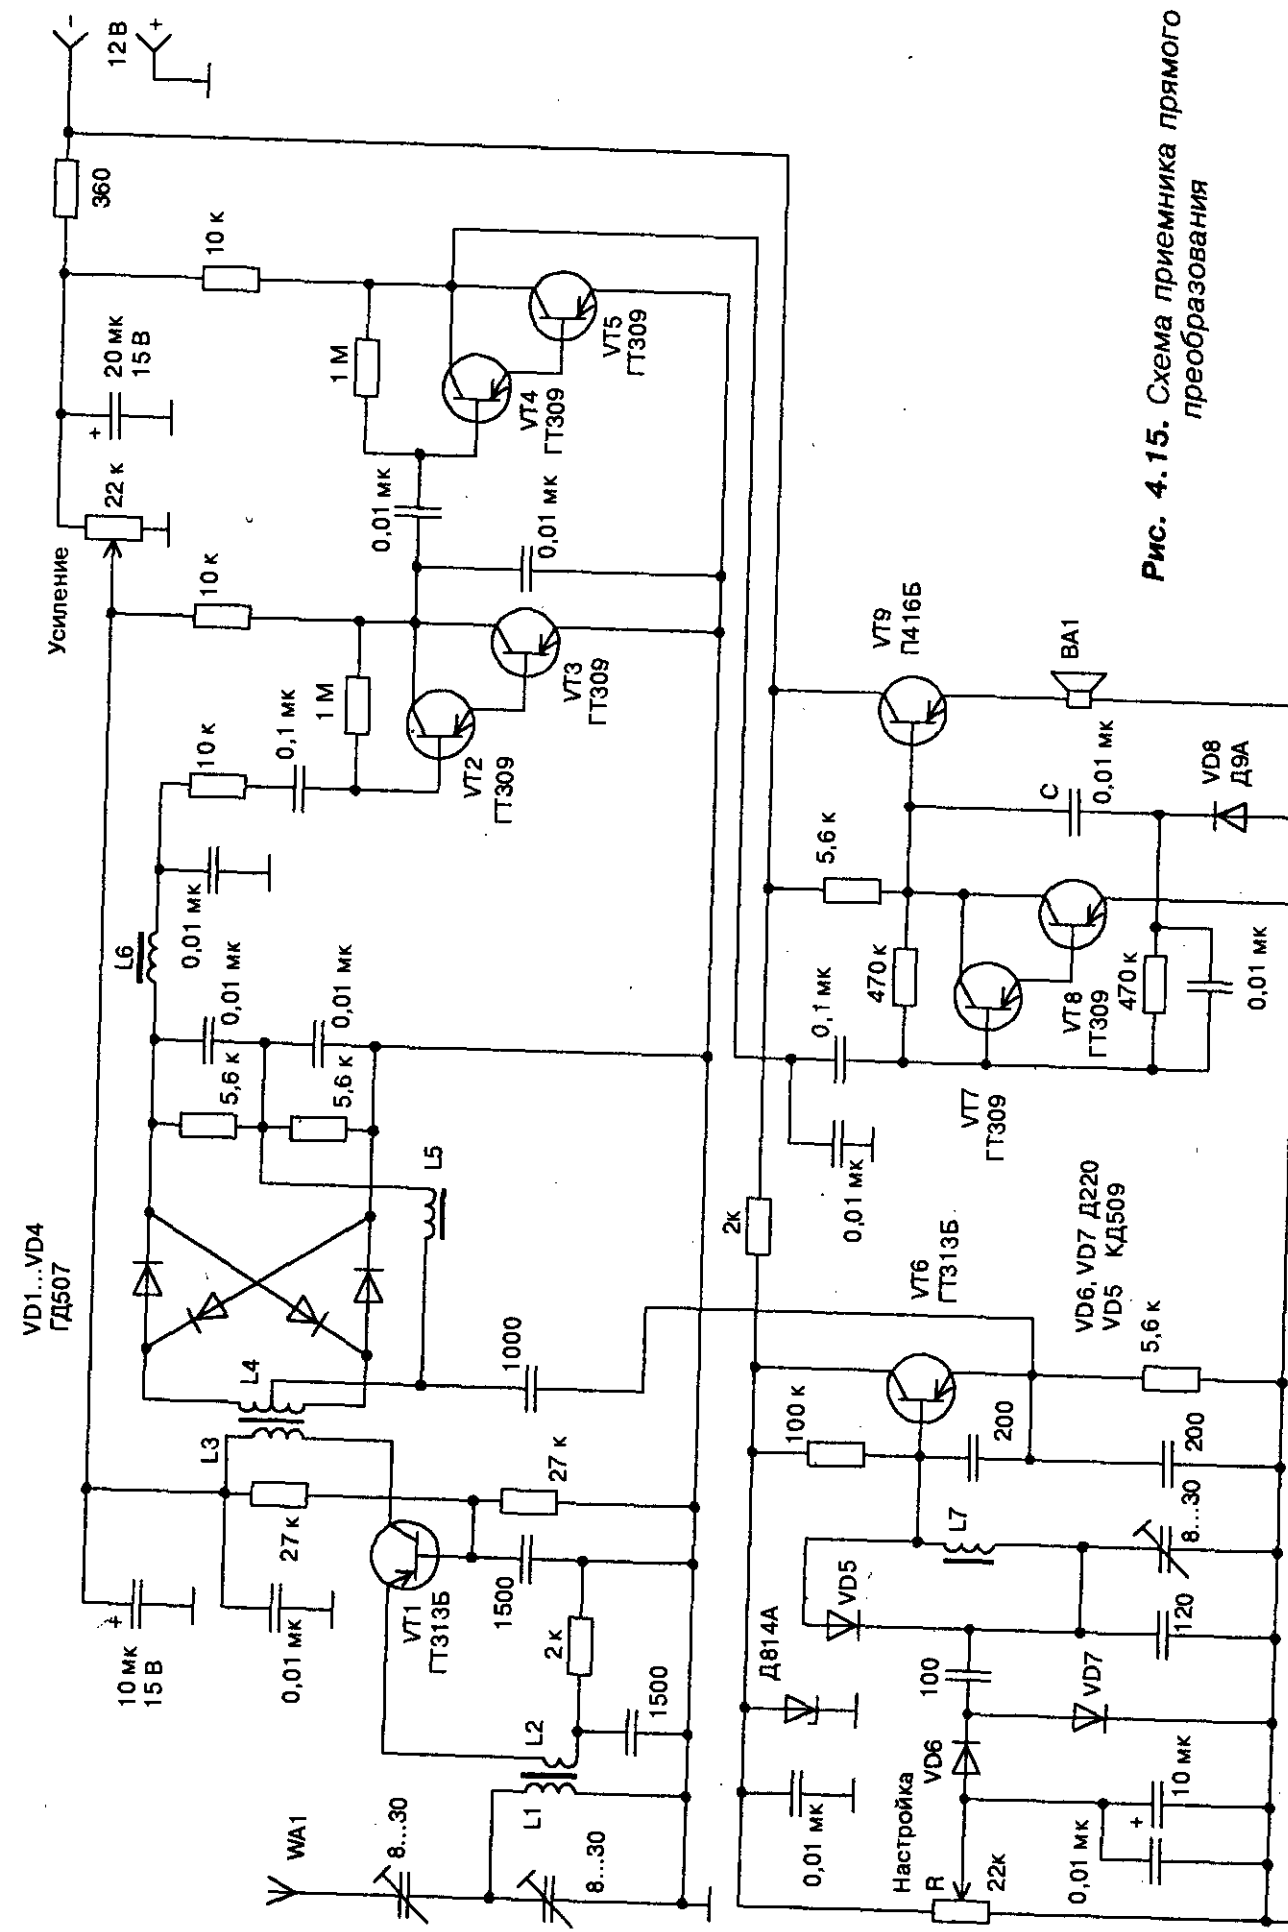 WA1
8...30
8...30
L1
L2
1500
2к
1500
VT1
ГТ313Б
10 мк
15 В
+
0,01 мк
27 к
27 к
L3
L4
VD1...VD4
ГД507
1000
L5
5,6 к
5,6 к
0,01 мк
0,01 мк
L6
0,01 мк
10 к
0,1 мк
1 М
VT2
ГТ309
VT3
ГТ309
10 к
Усиление
22 к
+
20 мк
15 В
0,01 мк
0,01 мк
1 М
10 к
VT4
ГТ309
VT5
ГТ309
360
−
12 В
+
Настройка
R
22к
0,01 мк
0,01 мк
+
10 мк
VD6
VD7
100
120
8...30
Д814А
VD5
L7
100 к
200
200
VT6
ГТ313Б
5,6 к
VD6, VD7 Д220
VD5 КД509
2к
0,01 мк
0,1 мк
470 к
VT7
ГТ309
VT8
ГТ309
470 к
0,01 мк
5,6 к
С
0,01 мк
VD8
Д9А
VT9
П416Б
ВА1
Рис. 4.15. Схема приемника прямого
преобразования